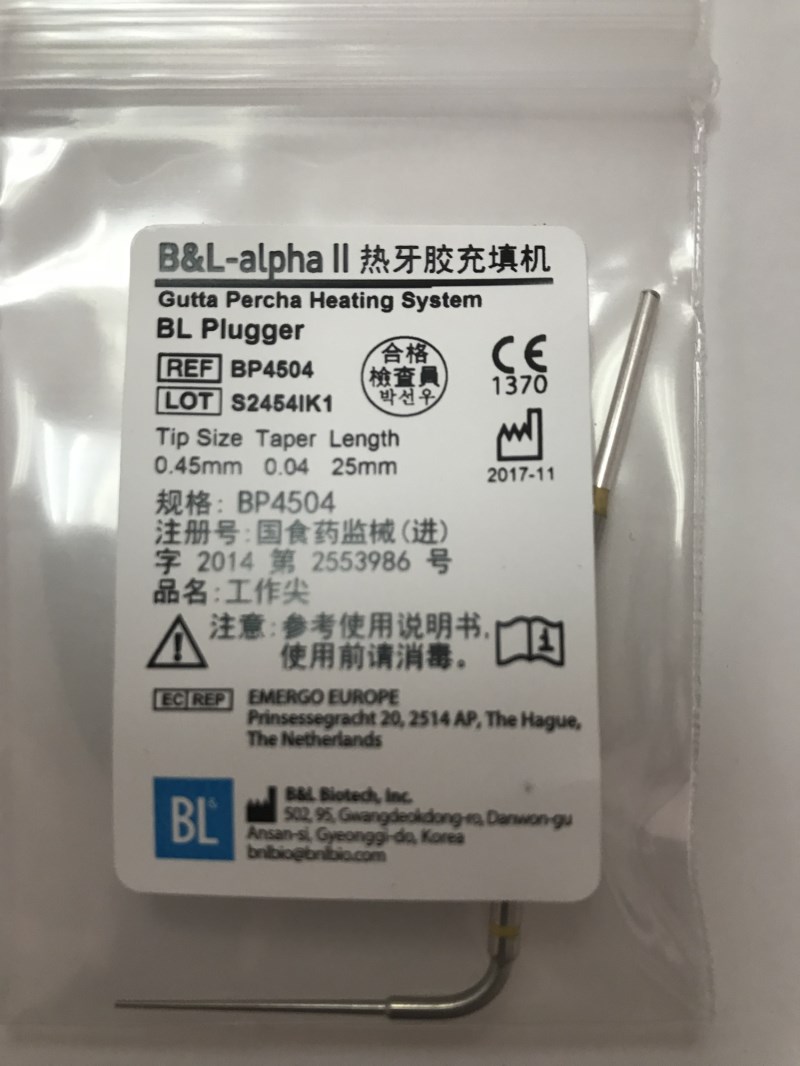 B&L-alpha II 热牙胶充填机
Gutta Percha Heating System
BL Plugger
REF BP4504
LOT S2454IK1
合格
檢查員
박선우
CE
1370
2017-11
Tip Size Taper Length
0.45mm 0.04 25mm
规格: BP4504
注册号:国食药监械(进)
字 2014 第 2553986 号
品名:工作尖
注意:参考使用说明书,
使用前请消毒。
EC REP EMERGO EUROPE
Prinsessegracht 20, 2514 AP, The Hague,
The Netherlands
BL
B&L Biotech, Inc.
502, 95, Gwangdeokdong-ro, Danwon-gu
Ansan-si, Gyeonggi-do, Korea
bnlbio@bnlbio.com